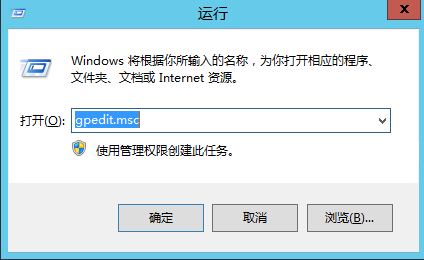 运行
Windows 将根据你所输入的名称，为你打开相应的程序、
文件夹、文档或 Internet 资源。
打开(O): gpedit.msc
使用管理权限创建此任务。
确定 取消 浏览(B)...